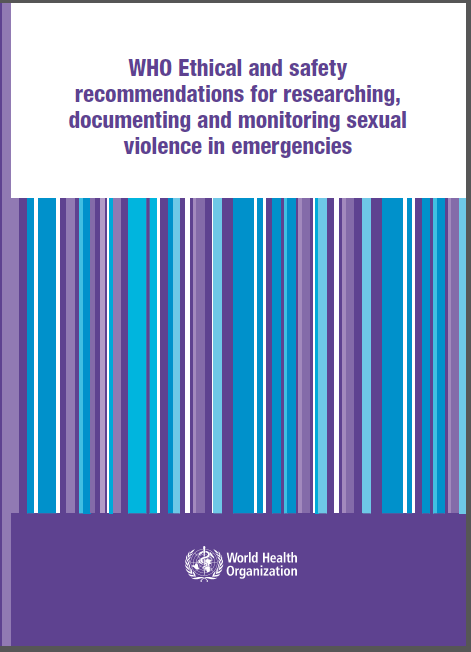 WHO Ethical and safety
recommendations for researching,
documenting and monitoring sexual
violence in emergencies
World Health
Organization